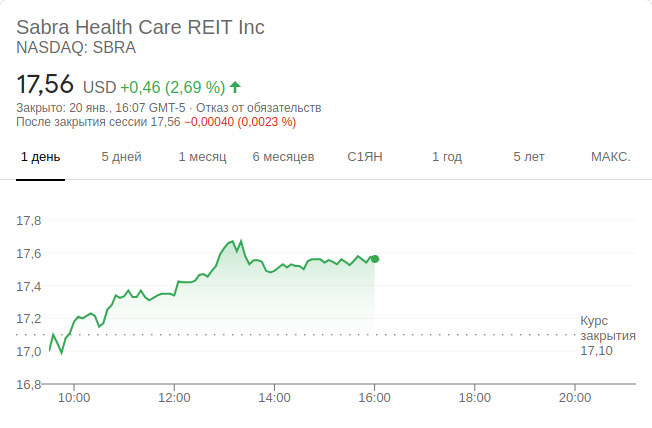 Sabra Health Care REIT Inc
NASDAQ: SBRA
17,56 USD +0,46 (2,69 %)
Закрыто: 20 янв., 16:07 GMT-5 · Отказ от обязательств
После закрытия сессии 17,56 −0,00040 (0,0023 %)
1 день 5 дней 1 месяц 6 месяцев С1ЯН 1 год 5 лет МАКС.
17,8
17,6
17,4
17,2
Курс
закрытия
17,10
17,0
16,8
10:00 12:00 14:00 16:00 18:00 20:00